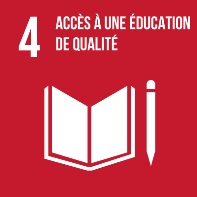 4 ACCÈS À UNE ÉDUCATION
DE QUALITÉ